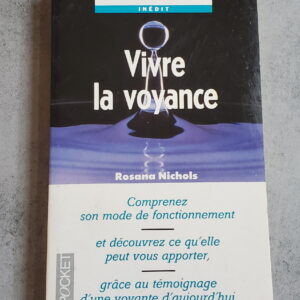 INÉDIT
Vivre
la voyance
Rosana Nichols
Comprenez
son mode de fonctionnement
et découvrez ce qu'elle
peut vous apporter,
grâce au témoignage
d'une voyante d'aujourd'hui
POCKET